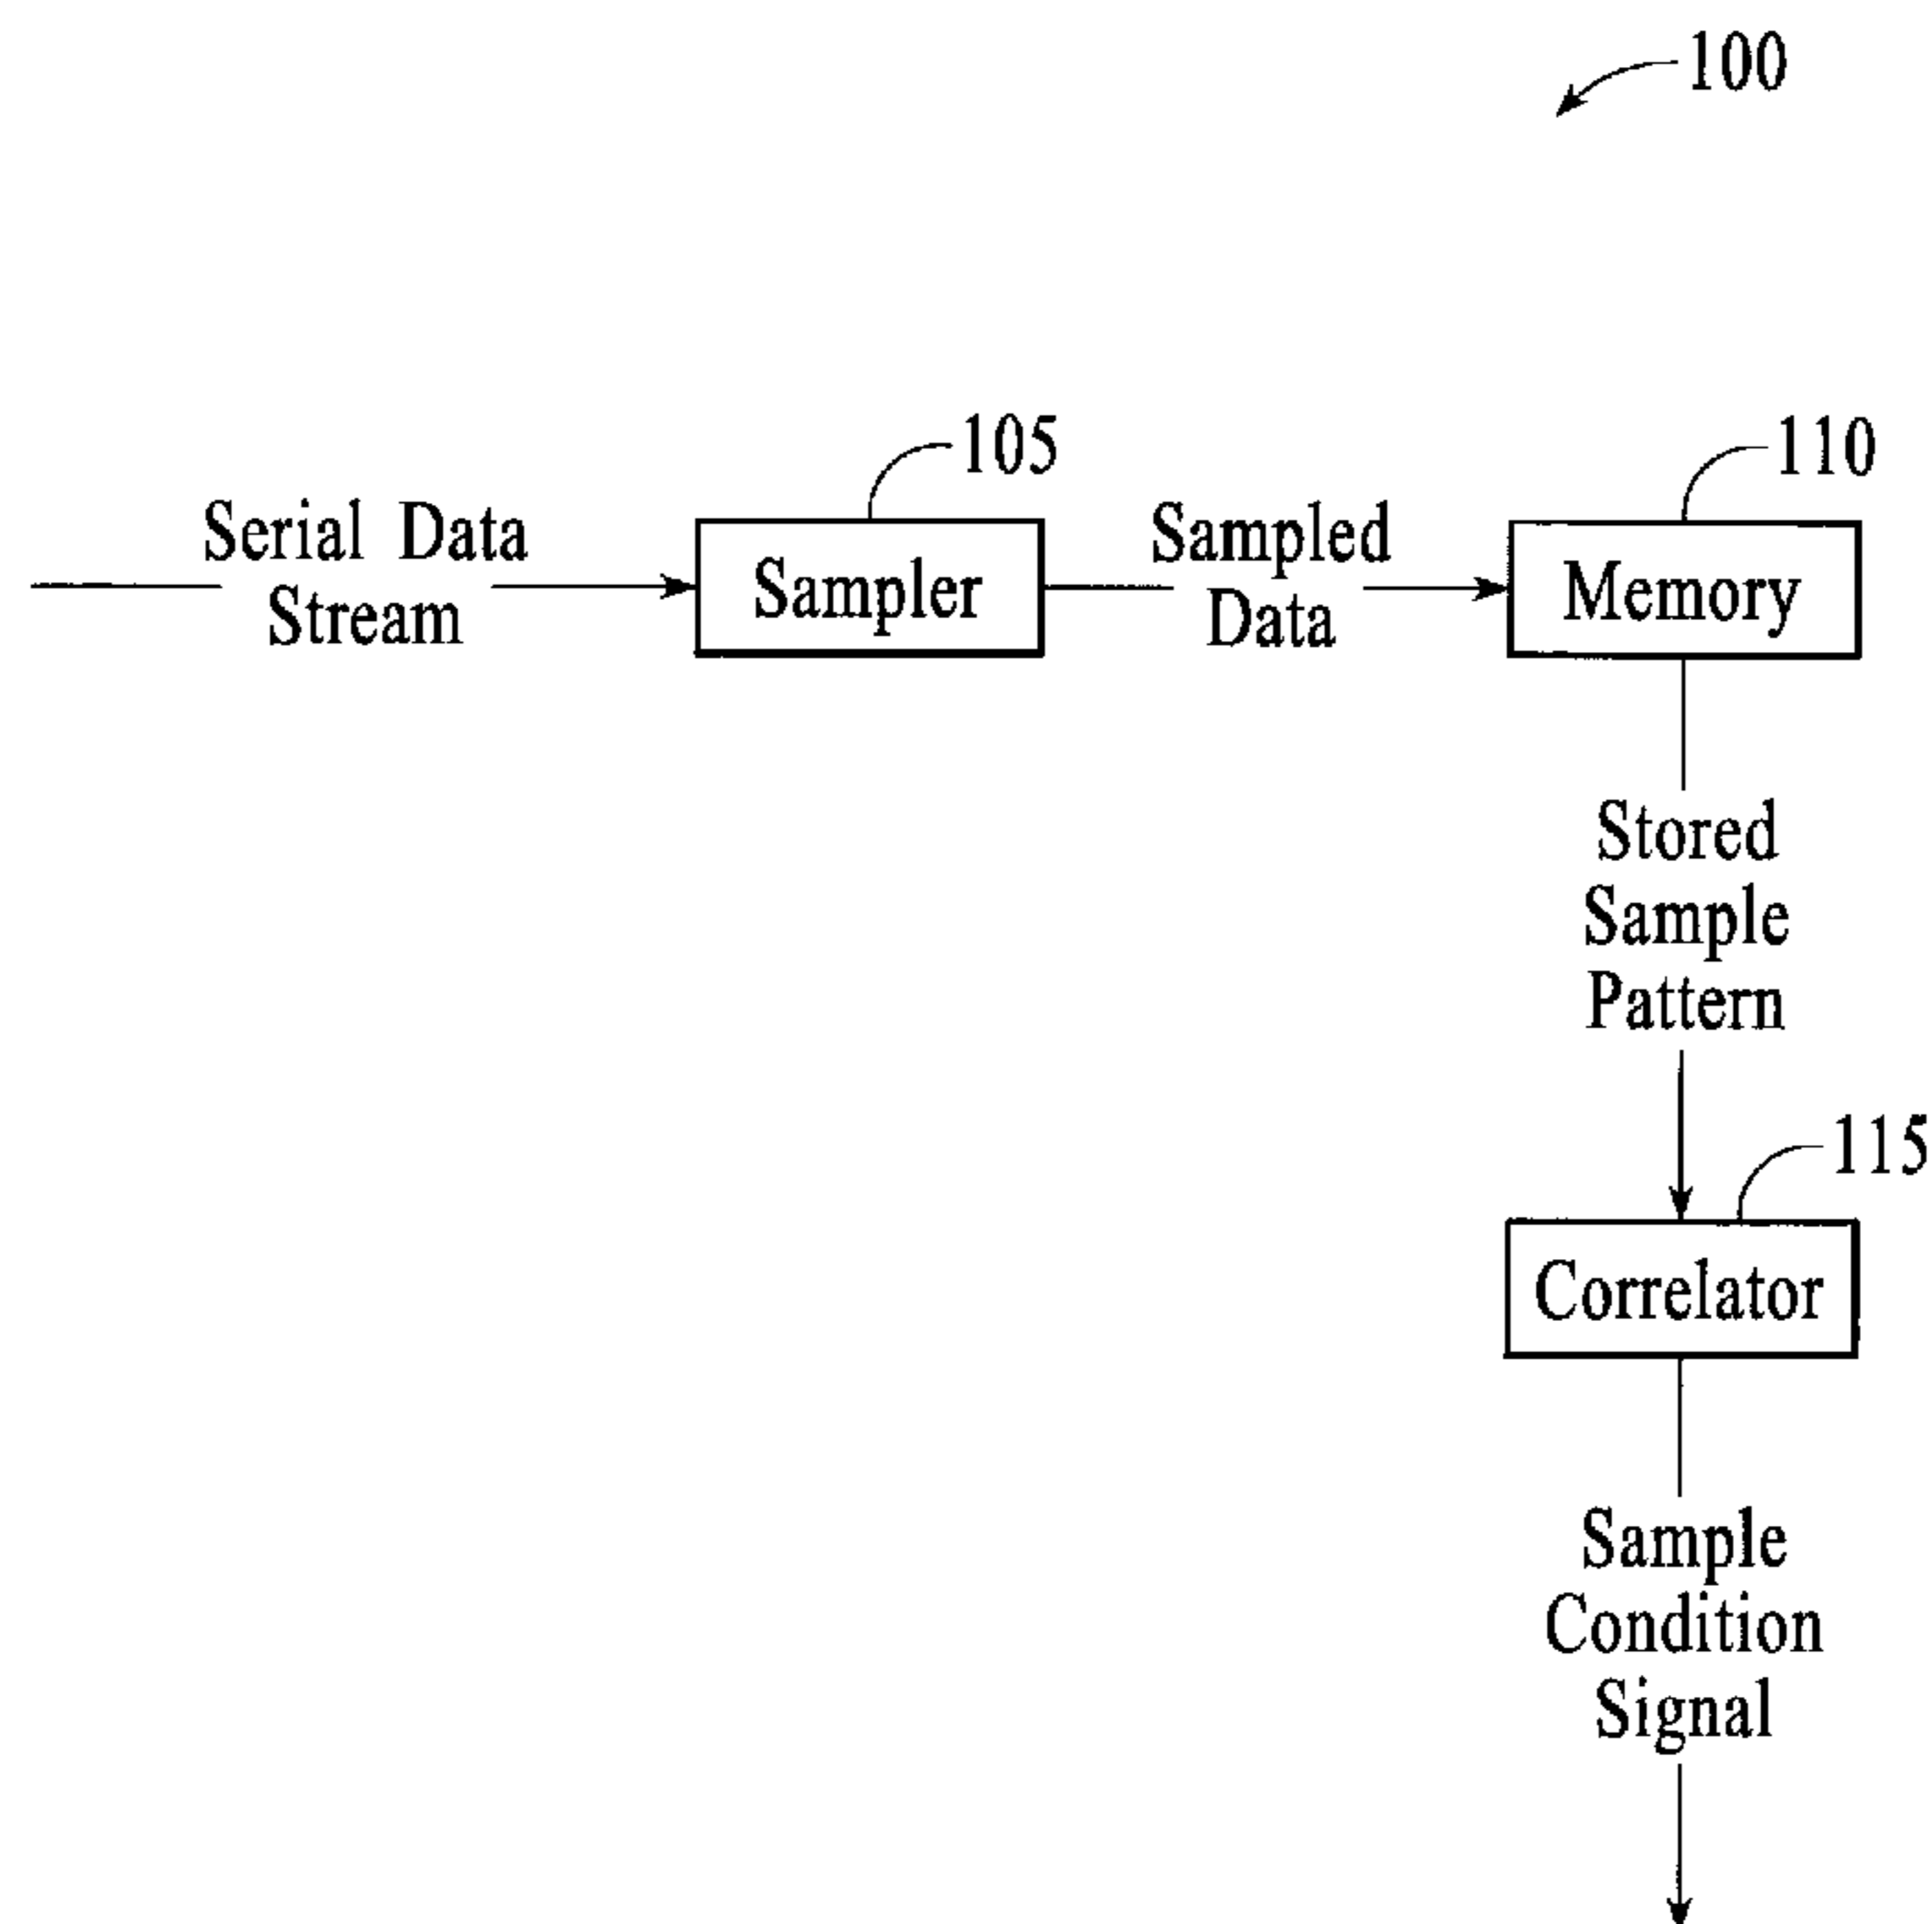 100
105
110
Serial Data
Stream
Sampler
Sampled
Data
Memory
Stored
Sample
Pattern
115
Correlator
Sample
Condition
Signal